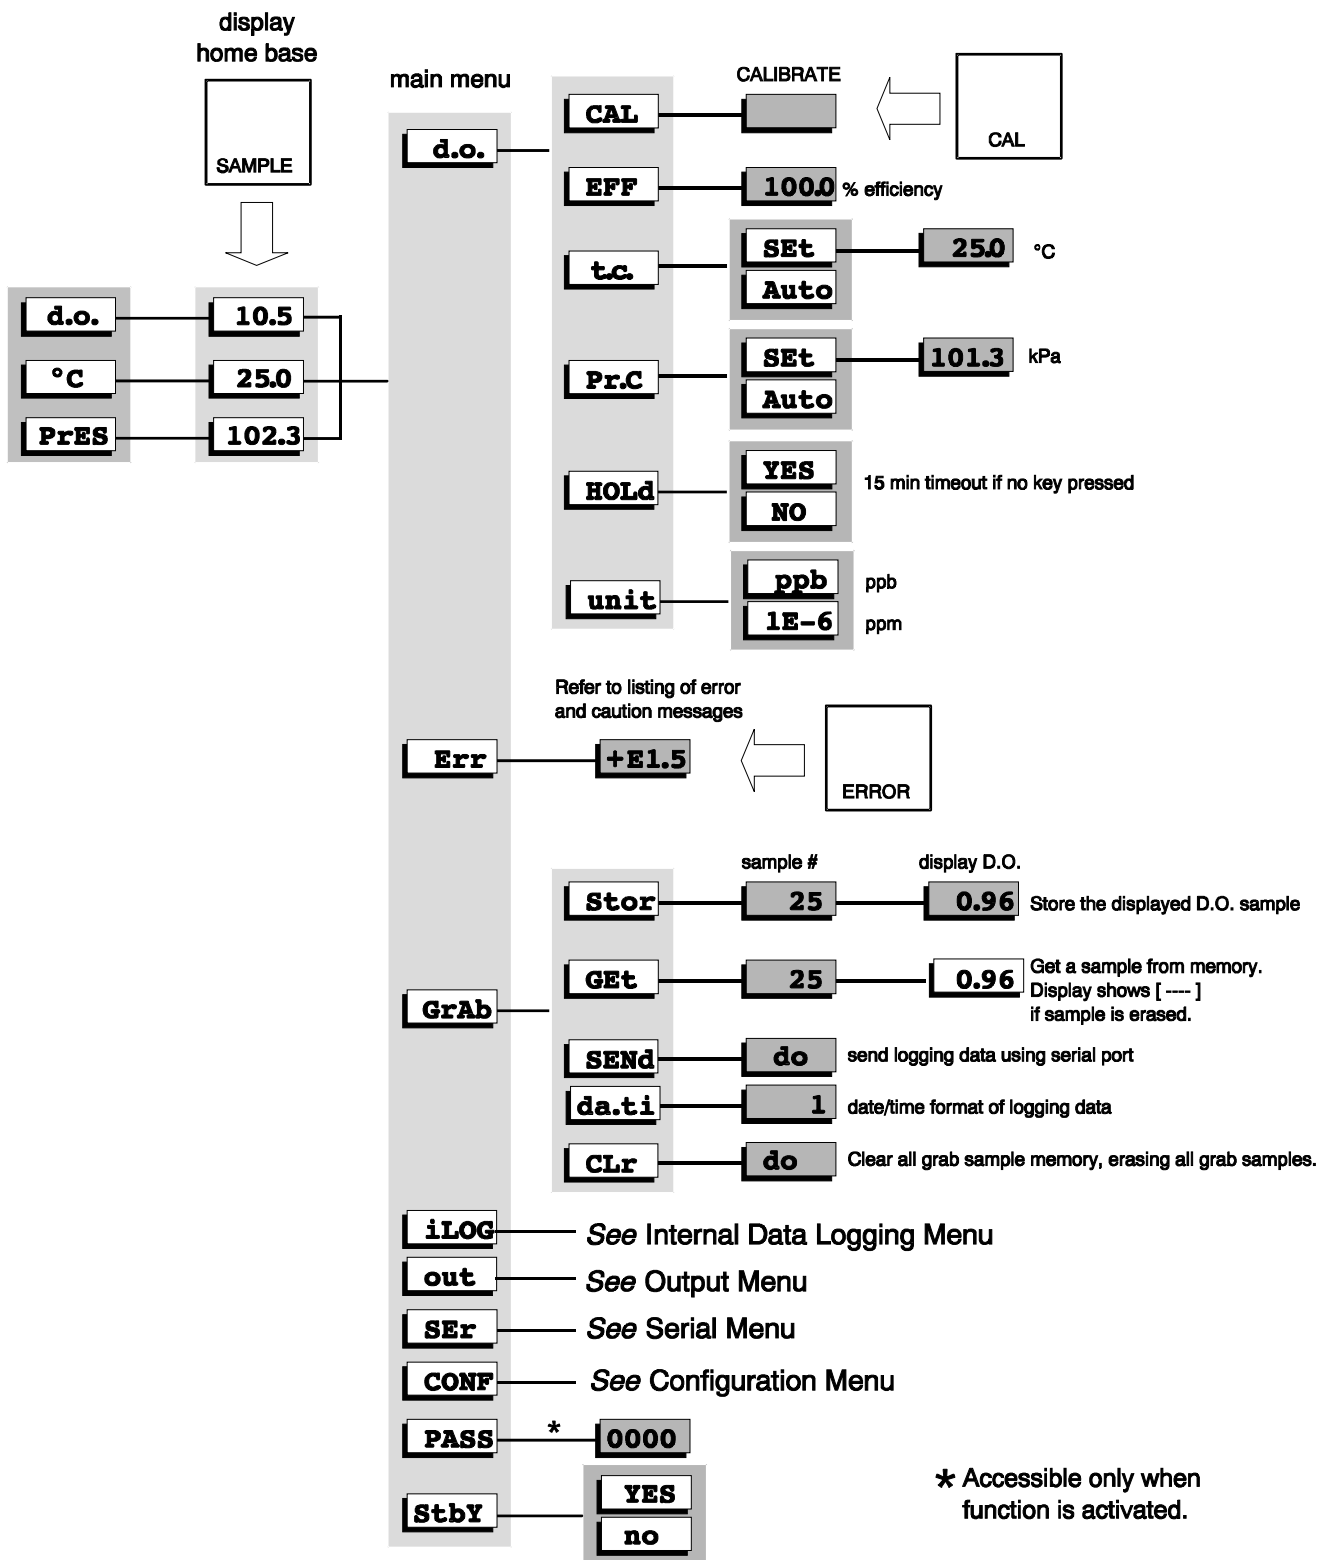 display
home base
SAMPLE
main menu
d.o.
10.5
°C
25.0
PrES
102.3
d.o.
CAL
CALIBRATE
CAL
EFF
100.0
% efficiency
t.c.
SEt
25.0
°C
Auto
Pr.C
SEt
101.3
kPa
Auto
HOLd
YES
NO
15 min timeout if no key pressed
unit
ppb
ppb
1E-6
ppm
Err
Refer to listing of error
and caution messages
+E1.5
ERROR
GrAb
sample #
display D.O.
Stor
25
0.96
Store the displayed D.O. sample
GEt
25
0.96
Get a sample from memory.
Display shows [ ---- ]
if sample is erased.
SENd
do
send logging data using serial port
da.ti
1
date/time format of logging data
CLr
do
Clear all grab sample memory, erasing all grab samples.
iLOG
See Internal Data Logging Menu
out
See Output Menu
SEr
See Serial Menu
CONF
See Configuration Menu
PASS
*
0000
StbY
YES
no
* Accessible only when
function is activated.